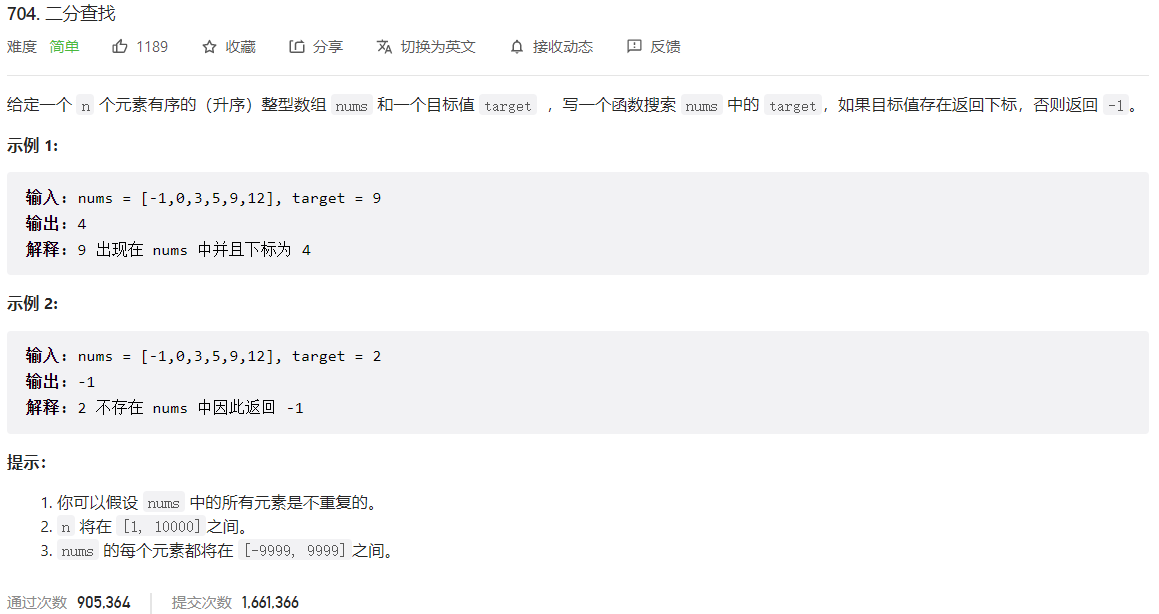 704. 二分查找
难度 简单 1189 收藏 分享 切换为英文 接收动态 反馈
给定一个 n 个元素有序的（升序）整型数组 nums 和一个目标值 target ，写一个函数搜索 nums 中的 target，如果目标值存在返回下标，否则返回 -1。
示例 1:
输入: nums = [-1,0,3,5,9,12], target = 9
输出: 4
解释: 9 出现在 nums 中并且下标为 4
示例 2:
输入: nums = [-1,0,3,5,9,12], target = 2
输出: -1
解释: 2 不存在 nums 中因此返回 -1
提示：
1. 你可以假设 nums 中的所有元素是不重复的。
2. n 将在 [1, 10000]之间。
3. nums 的每个元素都将在 [-9999, 9999]之间。
通过次数 905,364 提交次数 1,661,366